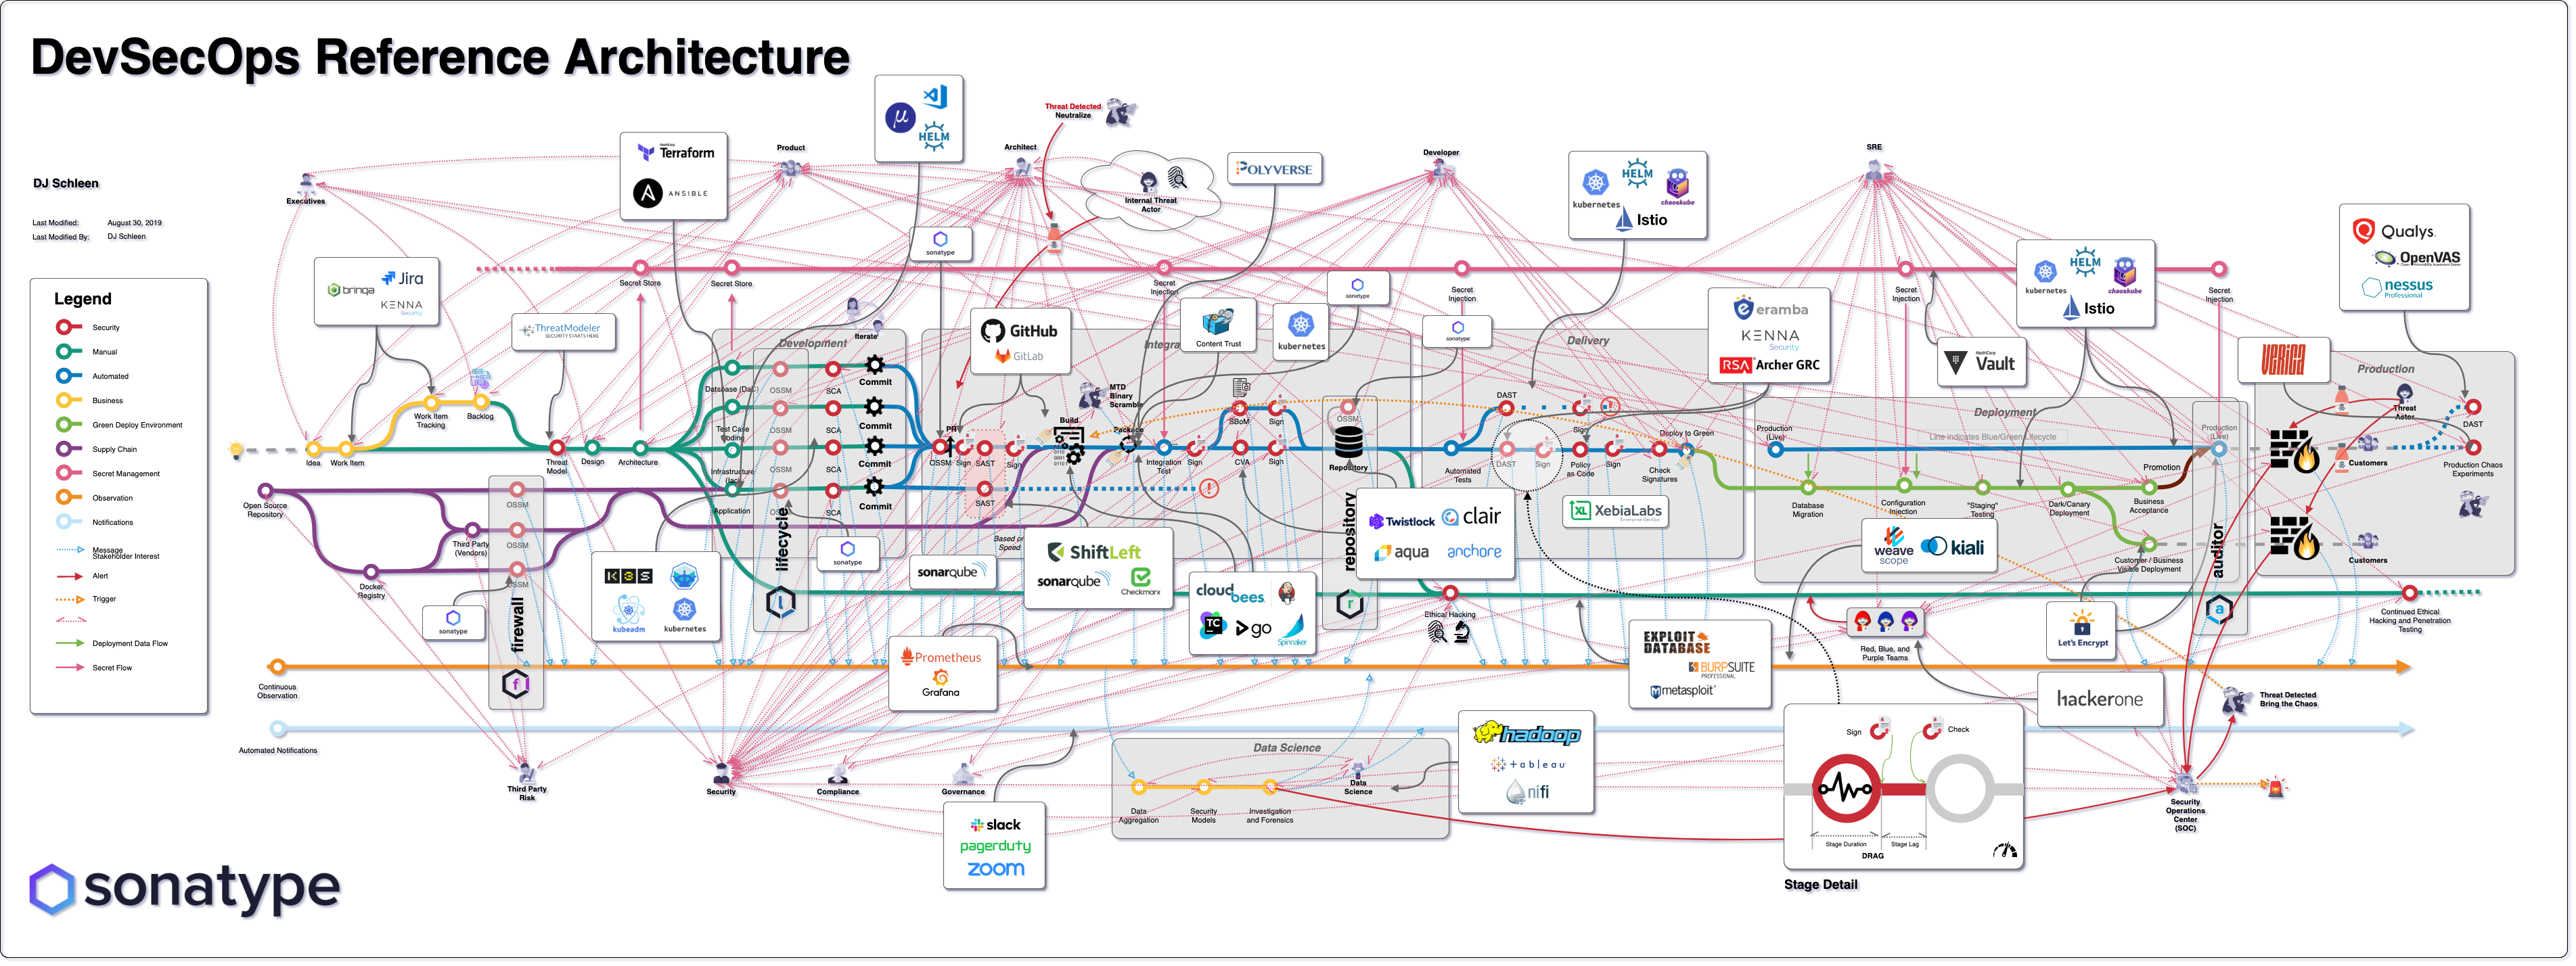 DevSecOps Reference Architecture
DJ Schleen
Last Modified: August 30, 2019
Last Modified By: DJ Schleen
Legend
Security
Manual
Automated
Business
Green Deploy Environment
Supply Chain
Secret Management
Observation
Notifications
Message
Stakeholder Interest
Alert
Trigger
Deployment Data Flow
Secret Flow
Executives
Product
Architect
Developer
SRE
Threat Detected
Neutralize
Internal Threat
Actor
HashiCorp
Terraform
ANSIBLE
HELM
sonatype
POLYVERSE
kubernetes
HELM
chaoskube
Istio
kubernetes
HELM
chaoskube
Istio
Qualys.
OpenVAS
nessus
Professional
brinqa
Jira
KENNA
Security
ThreatModeler
SECURITY STARTS HERE
Secret Store
Secret Store
Secret
Injection
Secret
Injection
Secret
Injection
Secret
Injection
GitHub
GitLab
Content Trust
kubernetes
sonatype
sonatype
eramba
KENNA
Security
RSA Archer GRC
HashiCorp
Vault
VERICA
Development
Iterate
Delivery
Deployment
Production
Idea
Work Item
Work Item
Tracking
Backlog
Threat
Model
Design
Architecture
Database (DaC)
Test Case
Coding
Infrastructure
(IaC)
Application
OSSM
OSSM
OSSM
OSSM
SCA
SCA
SCA
SCA
Commit
Commit
Commit
Commit
lifecycle
PR
OSSM
Sign
SAST
SAST
Sign
Build
MTD
Binary
Scramble
Package
Integration
Test
Sign
SBoM
Sign
CVA
Sign
OSSM
Repository
repository
Automated
Tests
DAST
Sign
DAST
Sign
Policy
as Code
Sign
Check
Signatures
Deploy to Green
Production
(Live)
Line indicates Blue/Green Lifecycle
Database
Migration
Configuration
Injection
"Staging"
Testing
Dark/Canary
Deployment
Business
Acceptance
Promotion
Production
(Live)
Customer / Business
Visible Deployment
auditor
Threat
Actor
Customers
Customers
DAST
Production Chaos
Experiments
Open Source
Repository
Third Party
(Vendors)
Docker
Registry
OSSM
OSSM
OSSM
firewall
sonatype
K3S
kubeadm
kubernetes
sonatype
sonarqube
Based on
Speed
ShiftLeft
sonarqube
Checkmarx
cloudbees.
TC
go
Spinnaker
Twistlock
clair
aqua
anchore
XebiaLabs
Enterprise DevOps
weave
scope
kiali
Ethical Hacking
EXPLOIT
DATABASE
BURPSUITE
PROFESSIONAL
metasploit
Red, Blue, and
Purple Teams
Let's Encrypt
Continued Ethical
Hacking and Penetration
Testing
hackerone
Threat Detected
Bring the Chaos
Continuous
Observation
Automated Notifications
Prometheus
Grafana
Third Party
Risk
Security
Compliance
Governance
slack
pagerduty
zoom
Data Science
Data
Aggregation
Security
Models
Investigation
and Forensics
Data
Science
hadoop
+ a b l e a u
nifi
Sign
Check
Stage Duration
Stage Lag
DRAG
Stage Detail
Security
Operations
Center
(SOC)
sonatype